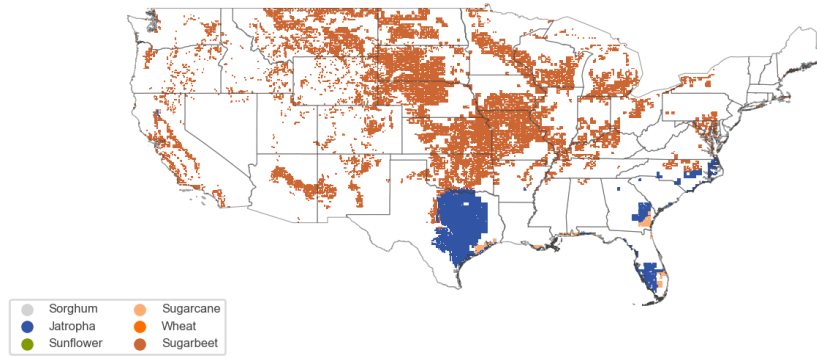 Sorghum
Jatropha
Sunflower
Sugarcane
Wheat
Sugarbeet